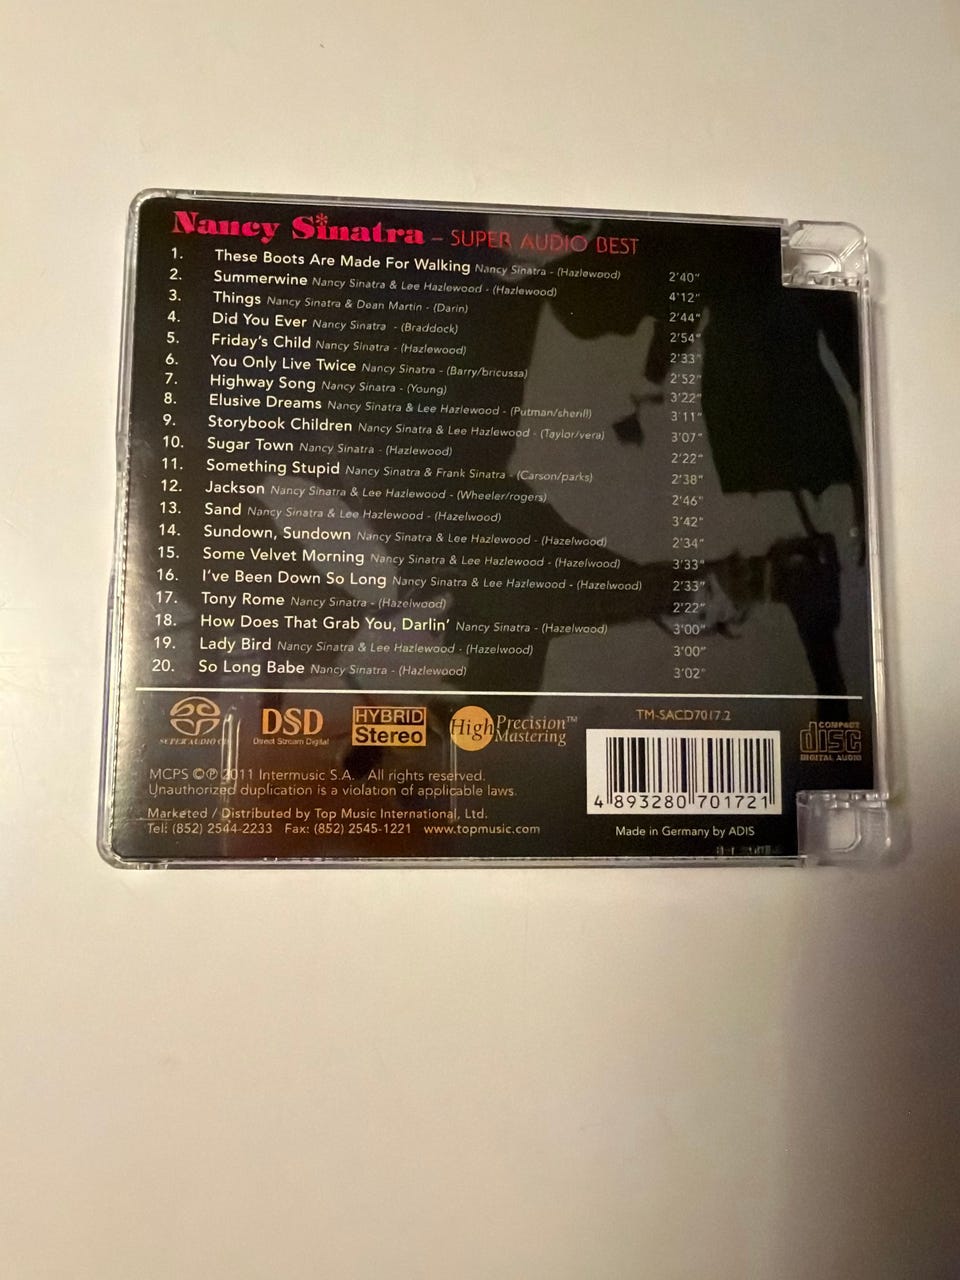 Nancy Sinatra – SUPER AUDIO BEST
1. These Boots Are Made For Walking Nancy Sinatra - (Hazlewood) 2'40"
2. Summerwine Nancy Sinatra & Lee Hazlewood - (Hazlewood) 4'12"
3. Things Nancy Sinatra & Dean Martin - (Darin) 2'44"
4. Did You Ever Nancy Sinatra - (Braddock) 2'54"
5. Friday's Child Nancy Sinatra - (Hazlewood) 2'33"
6. You Only Live Twice Nancy Sinatra - (Barry/bricussa) 2'52"
7. Highway Song Nancy Sinatra - (Young) 3'22"
8. Elusive Dreams Nancy Sinatra & Lee Hazlewood - (Putman/sherill) 3'11"
9. Storybook Children Nancy Sinatra & Lee Hazlewood - (Taylor/vera) 3'07"
10. Sugar Town Nancy Sinatra - (Hazlewood) 2'22"
11. Something Stupid Nancy Sinatra & Frank Sinatra - (Carson/parks) 2'38"
12. Jackson Nancy Sinatra & Lee Hazlewood - (Wheeler/rogers) 2'46"
13. Sand Nancy Sinatra & Lee Hazlewood - (Hazelwood) 3'42"
14. Sundown, Sundown Nancy Sinatra & Lee Hazlewood - (Hazelwood) 2'34"
15. Some Velvet Morning Nancy Sinatra & Lee Hazlewood - (Hazelwood) 3'33"
16. I've Been Down So Long Nancy Sinatra & Lee Hazlewood - (Hazelwood) 2'33"
17. Tony Rome Nancy Sinatra - (Hazelwood) 2'22"
18. How Does That Grab You, Darlin' Nancy Sinatra - (Hazlewood) 3'00"
19. Lady Bird Nancy Sinatra & Lee Hazlewood - (Hazlewood) 3'00"
20. So Long Babe Nancy Sinatra - (Hazlewood) 3'02"
SUPER AUDIO CD
DSD
Direct Stream Digital
HYBRID
Stereo
High Precision™
Mastering
TM-SACD7017.2
COMPACT
disc
DIGITAL AUDIO
4 893280 701721
MCPS ©℗ 2011 Intermusic S.A. All rights reserved.
Unauthorized duplication is a violation of applicable laws.
Marketed / Distributed by Top Music International, Ltd.
Tel: (852) 2544-2233 Fax: (852) 2545-1221 www.topmusic.com
Made in Germany by ADIS